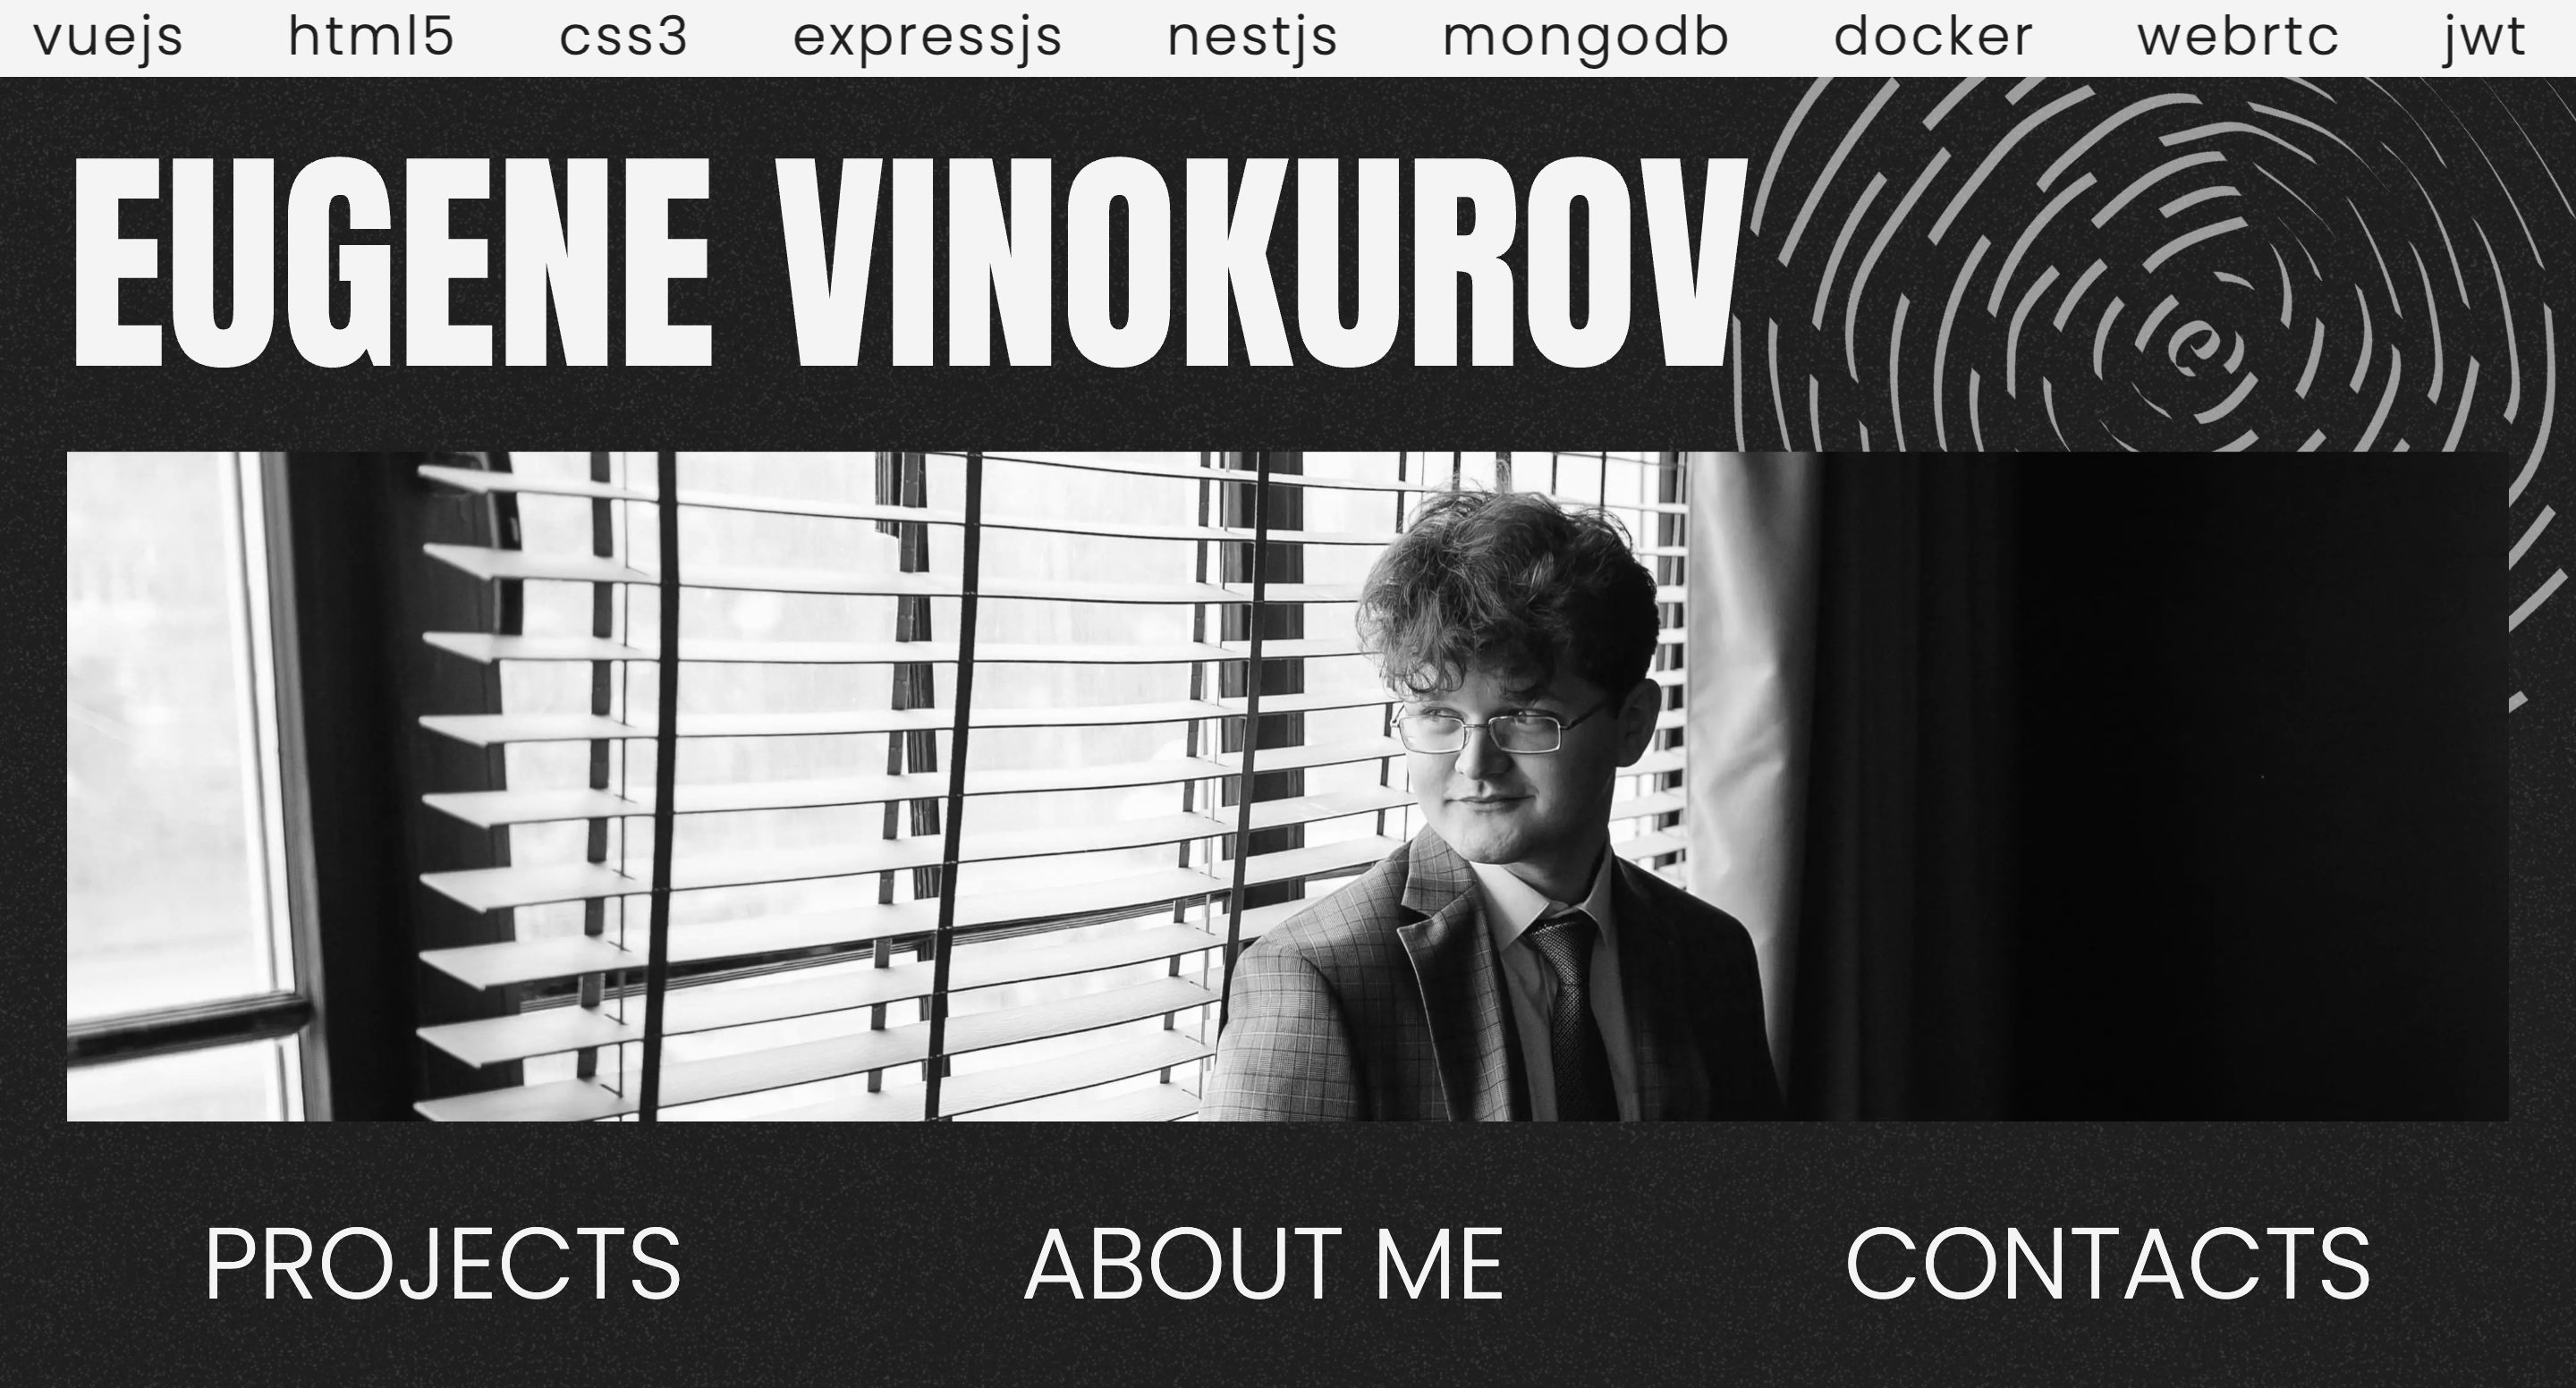 vuejs html5 css3 expressjs nestjs mongodb docker webrtc jwt
EUGENE VINOKUROV
e
PROJECTS ABOUT ME CONTACTS